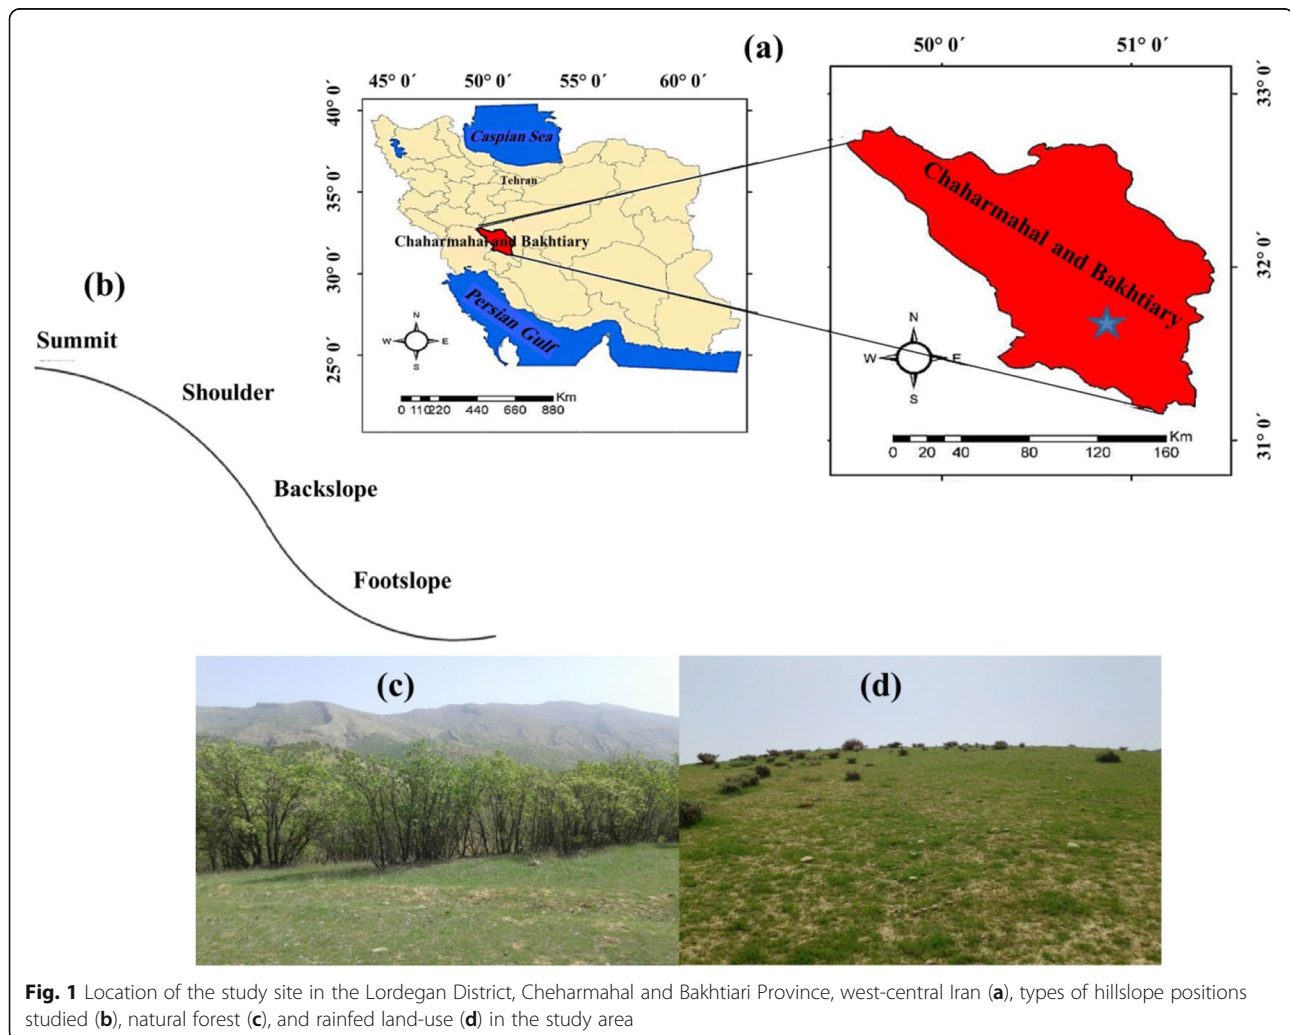 (a)
50° 0´ 51° 0´
45° 0´ 50° 0´ 55° 0´ 60° 0´
40° 0´
35° 0´
30° 0´
25° 0´
Caspian Sea
Tehran
Chaharmahal and Bakhtiary
Persian Gulf
N
W E
S
Km
0 110 220 440 660 880
33° 0´
32° 0´
31° 0´
Chaharmahal and Bakhtiary
N
W E
S
Km
0 20 40 80 120 160
(b)
Summit
Shoulder
Backslope
Footslope
(c)
(d)
Fig. 1 Location of the study site in the Lordegan District, Cheharmahal and Bakhtiari Province, west-central Iran (a), types of hillslope positions
studied (b), natural forest (c), and rainfed land-use (d) in the study area